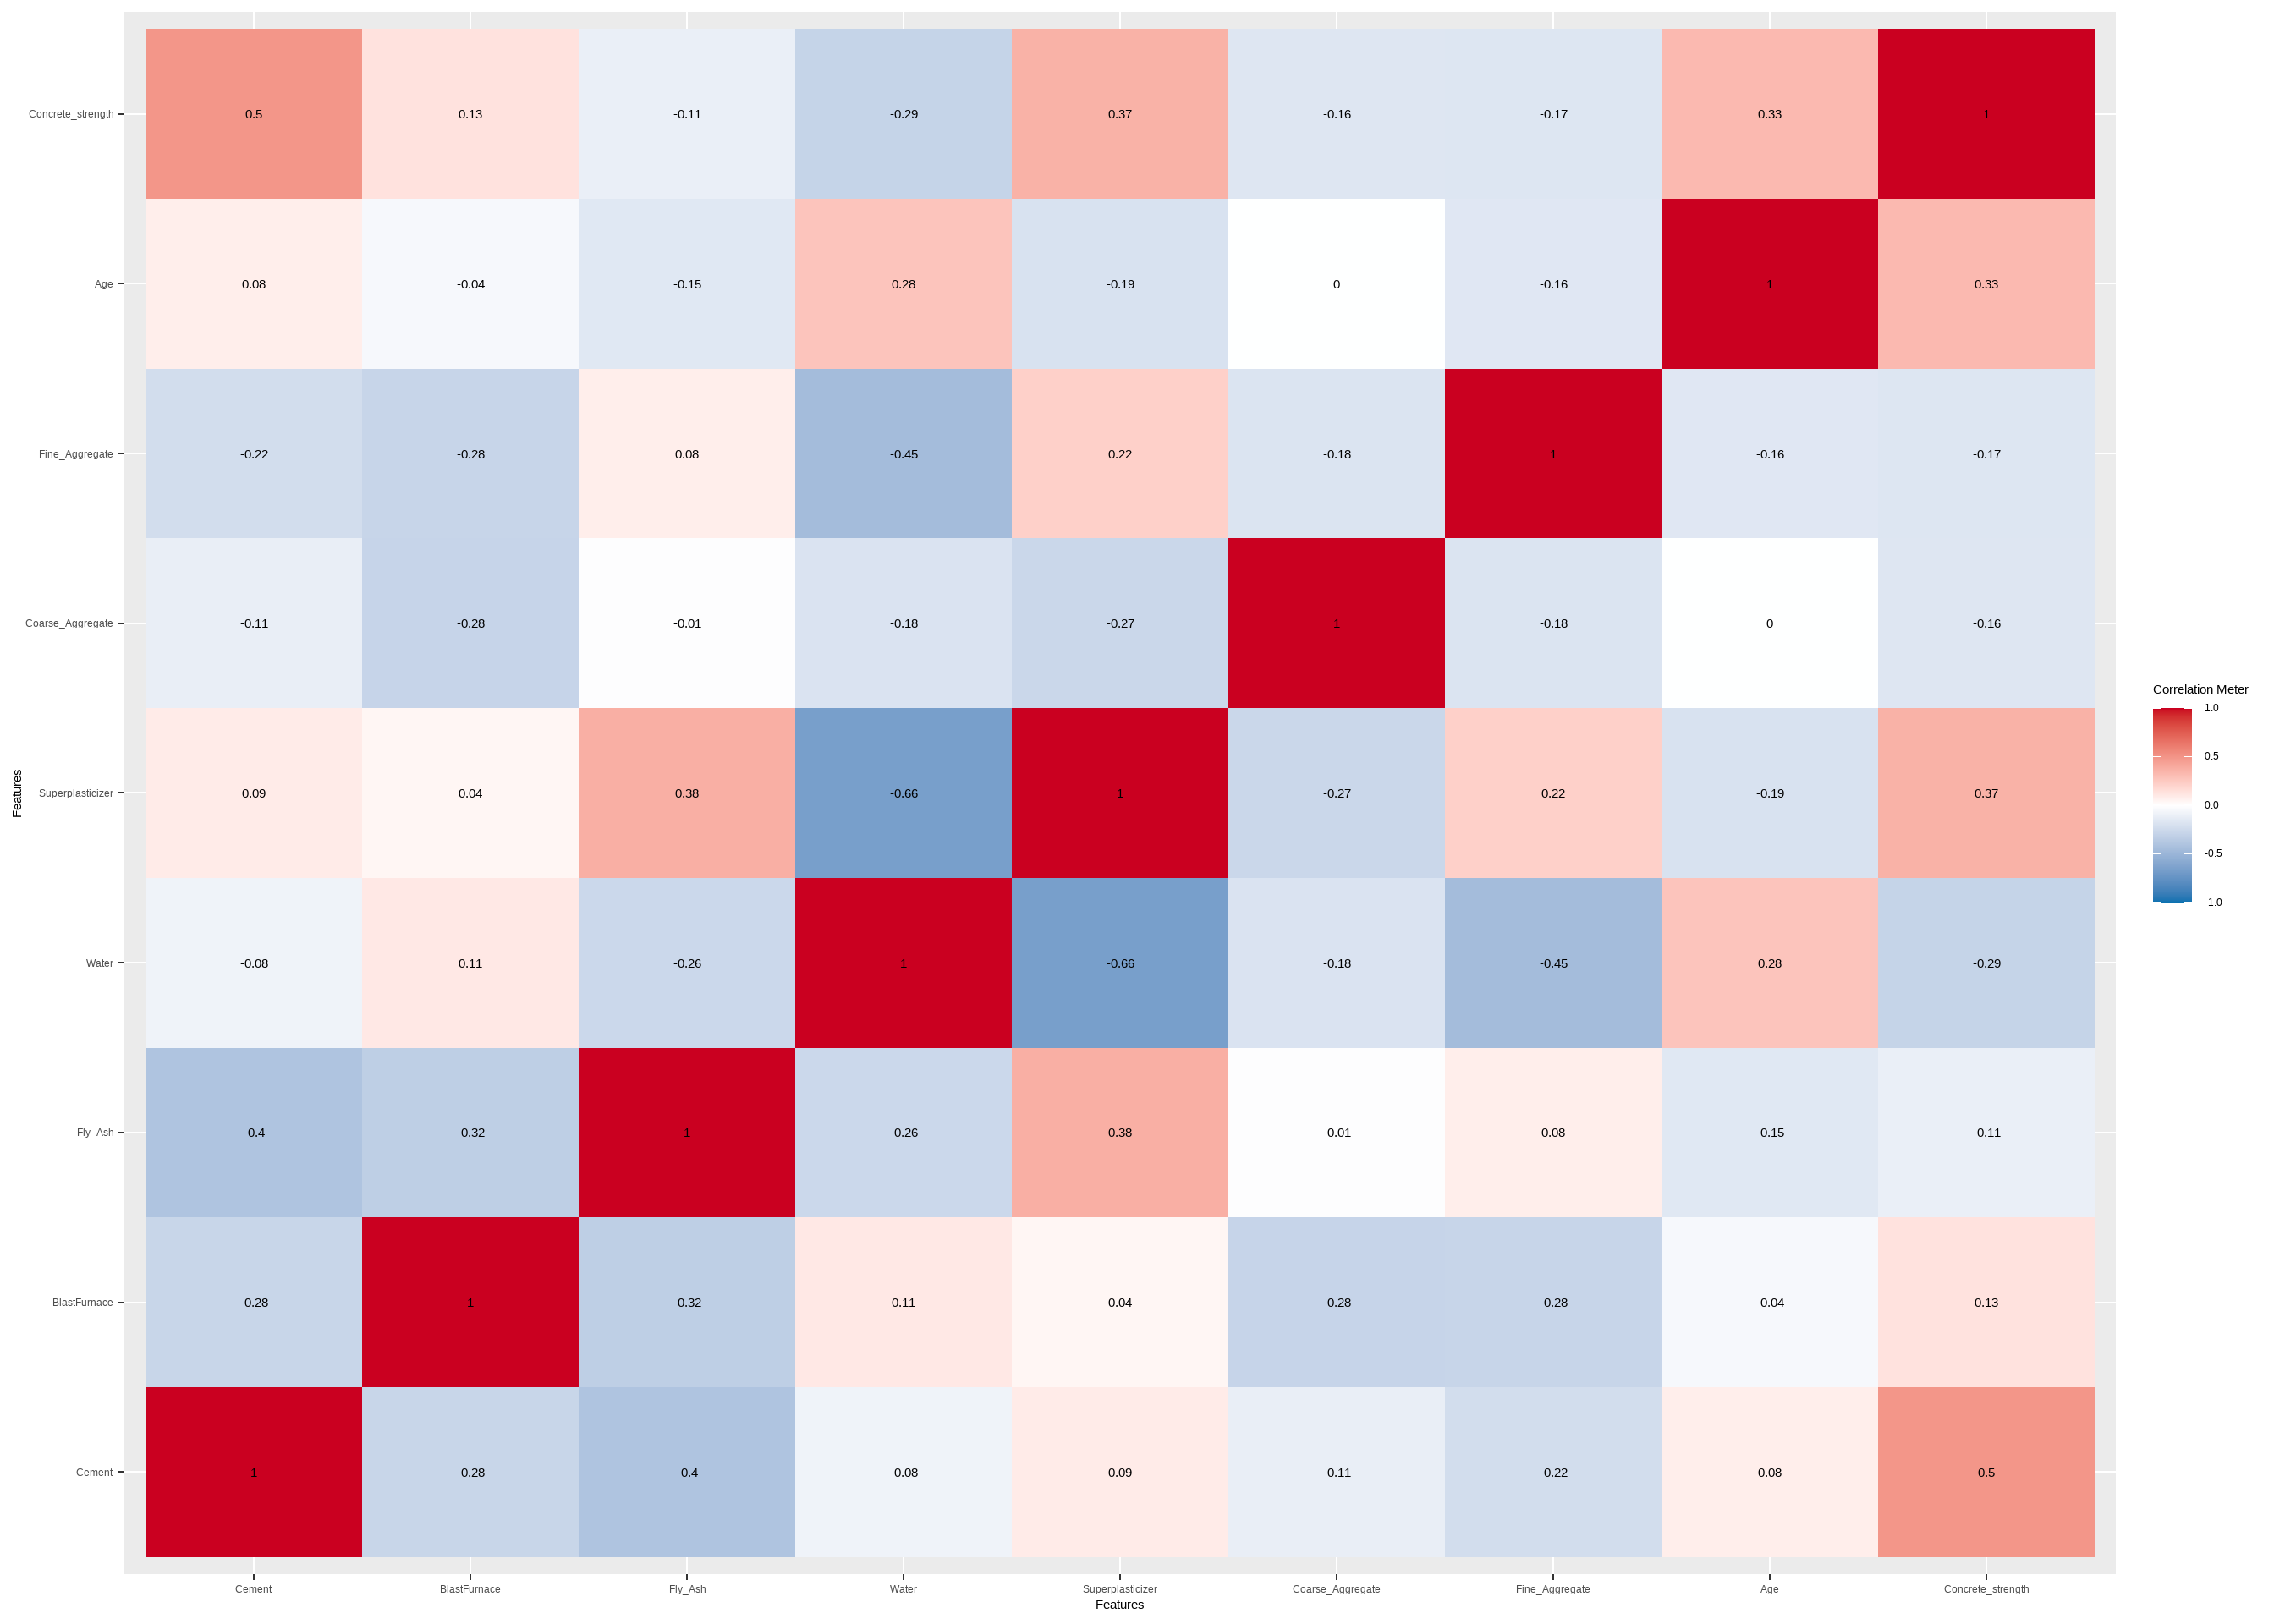 Concrete_strength 0.5 0.13 -0.11 -0.29 0.37 -0.16 -0.17 0.33 1
Age 0.08 -0.04 -0.15 0.28 -0.19 0 -0.16 1 0.33
Fine_Aggregate -0.22 -0.28 0.08 -0.45 0.22 -0.18 1 -0.16 -0.17
Coarse_Aggregate -0.11 -0.28 -0.01 -0.18 -0.27 1 -0.18 0 -0.16
Superplasticizer 0.09 0.04 0.38 -0.66 1 -0.27 0.22 -0.19 0.37
Water -0.08 0.11 -0.26 1 -0.66 -0.18 -0.45 0.28 -0.29
Fly_Ash -0.4 -0.32 1 -0.26 0.38 -0.01 0.08 -0.15 -0.11
BlastFurnace -0.28 1 -0.32 0.11 0.04 -0.28 -0.28 -0.04 0.13
Cement 1 -0.28 -0.4 -0.08 0.09 -0.11 -0.22 0.08 0.5
Cement BlastFurnace Fly_Ash Water Superplasticizer Coarse_Aggregate Fine_Aggregate Age Concrete_strength
Features
Features
Correlation Meter
1.0
0.5
0.0
-0.5
-1.0